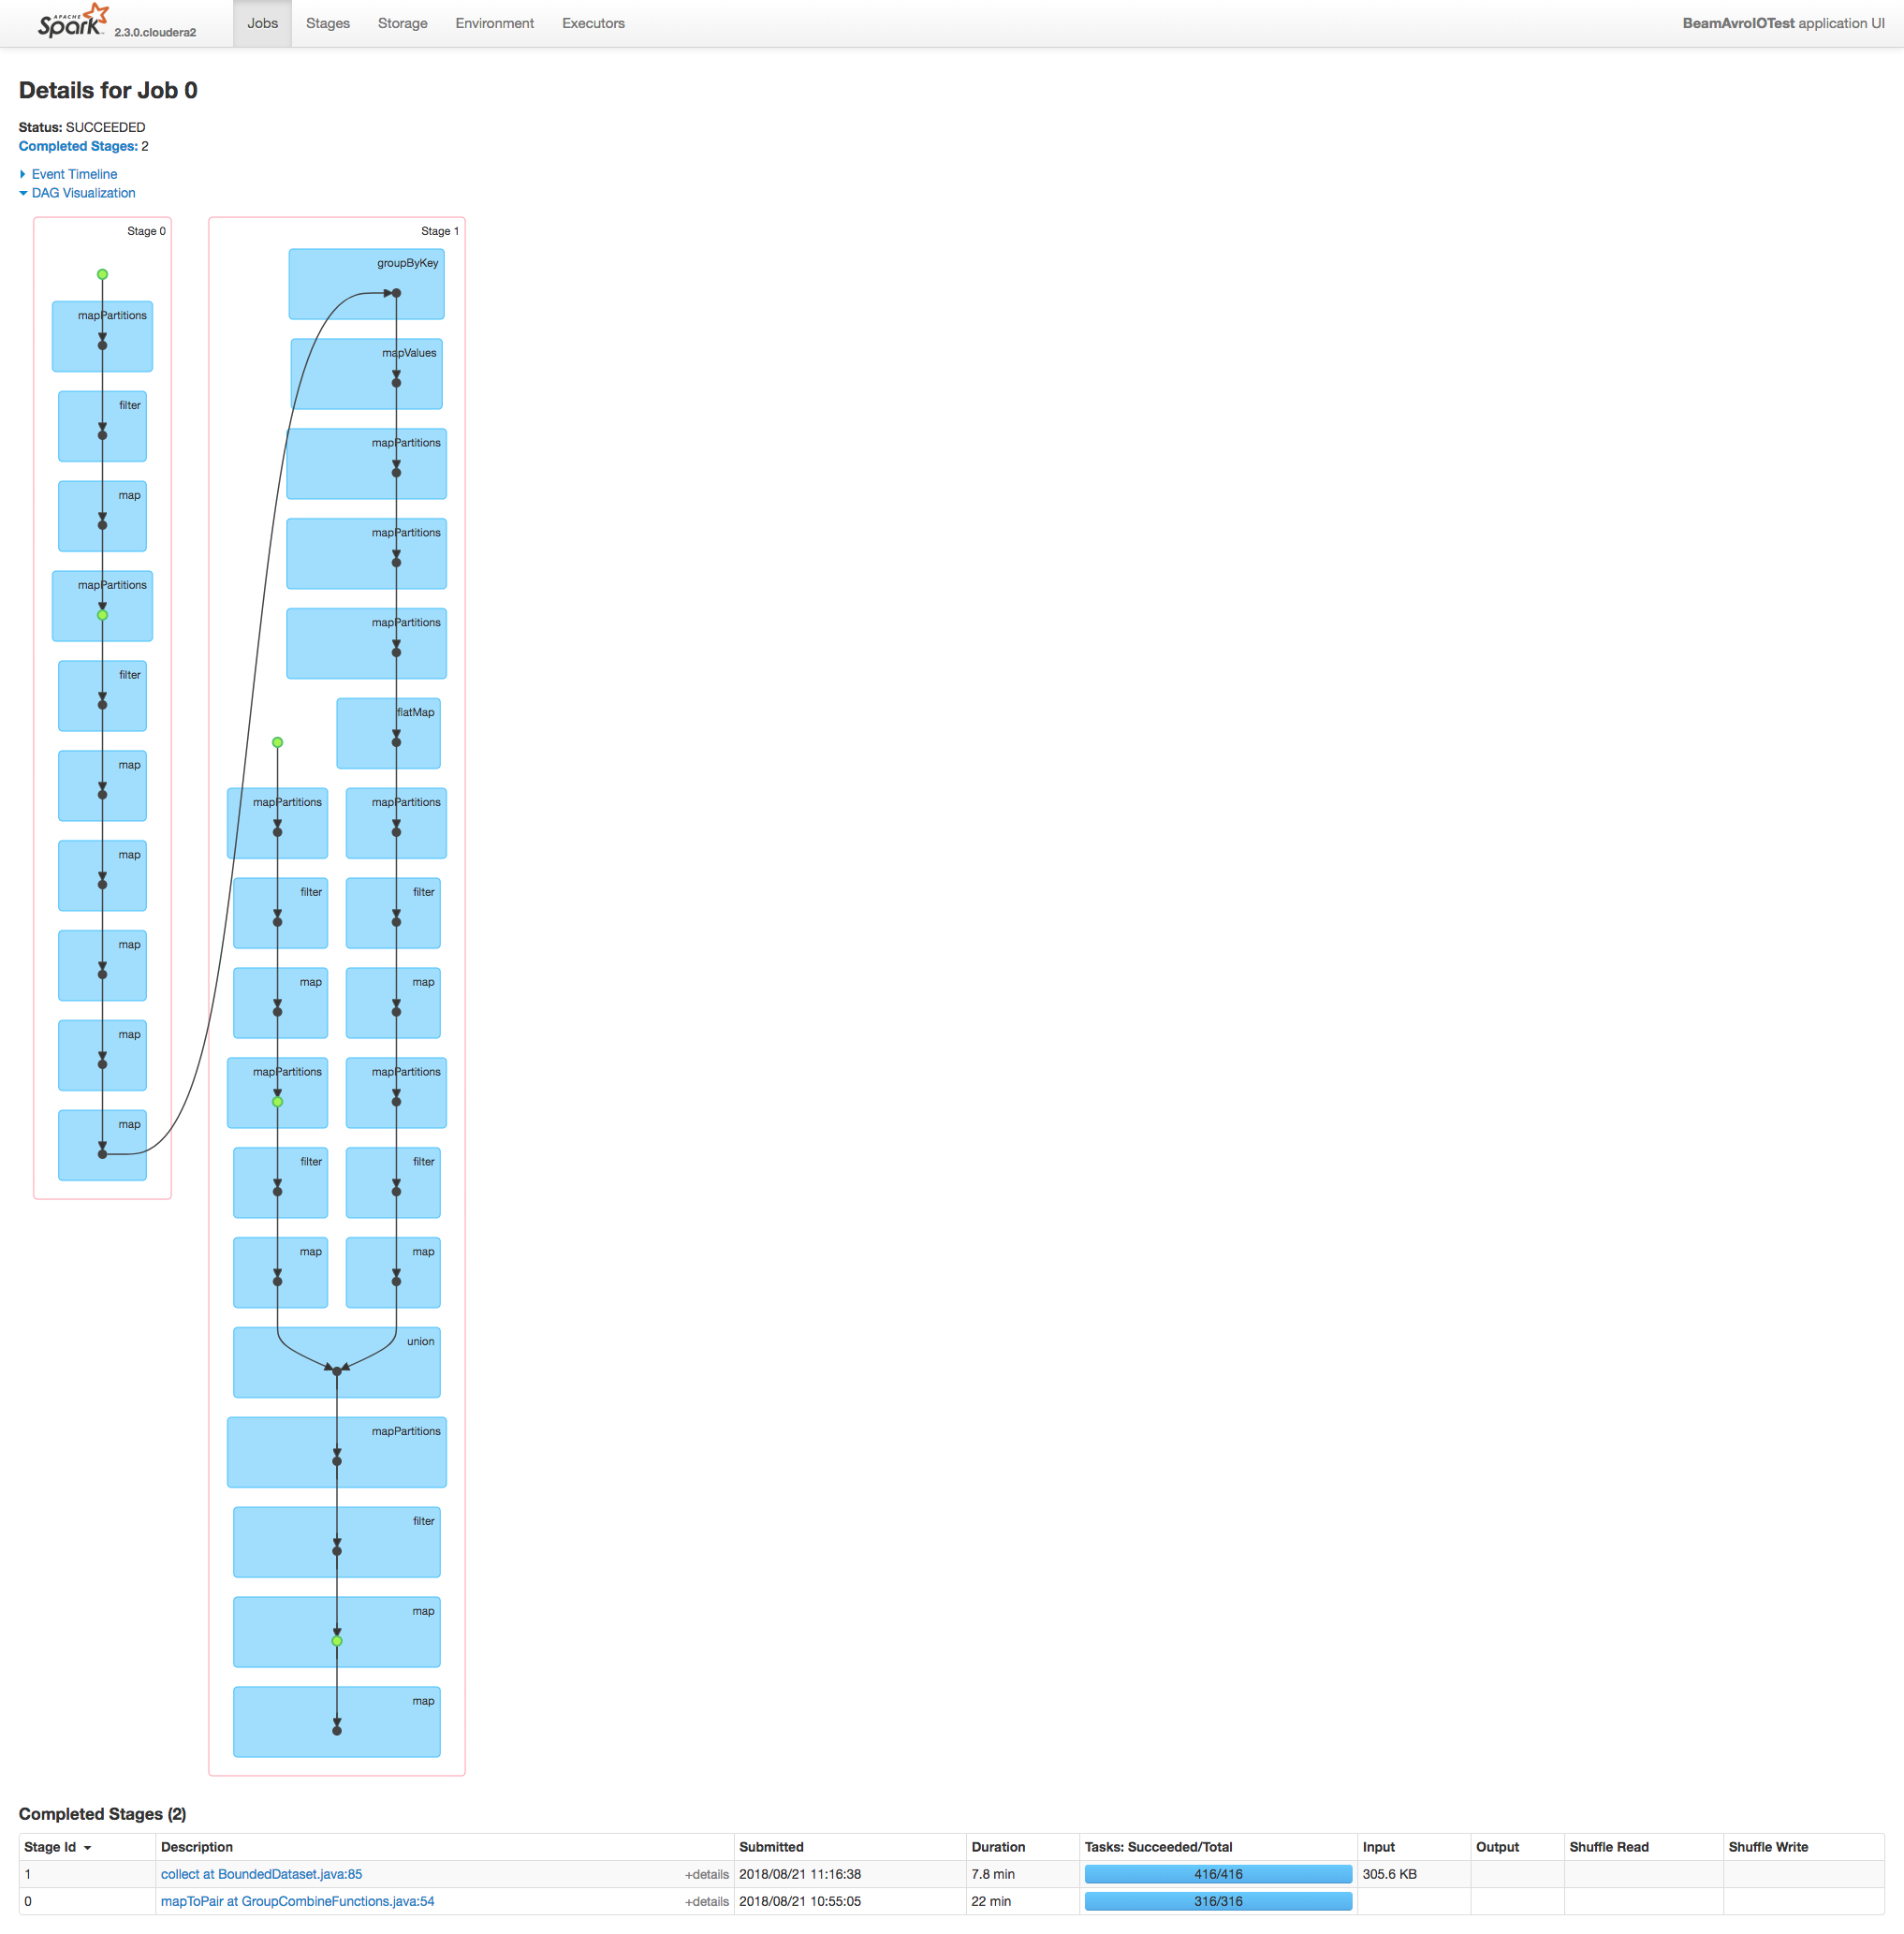 APACHE
Spark 2.3.0.cloudera2 Jobs Stages Storage Environment Executors BeamAvroIOTest application UI
Details for Job 0
Status: SUCCEEDED
Completed Stages: 2
Event Timeline
DAG Visualization
Stage 0
mapPartitions
filter
map
mapPartitions
filter
map
map
map
map
map
Stage 1
groupByKey
mapValues
mapPartitions
mapPartitions
mapPartitions
flatMap
mapPartitions mapPartitions
filter filter
map map
mapPartitions mapPartitions
filter filter
map map
union
mapPartitions
filter
map
map
Completed Stages (2)
Stage Id Description Submitted Duration Tasks: Succeeded/Total Input Output Shuffle Read Shuffle Write
1 collect at BoundedDataset.java:85 +details 2018/08/21 11:16:38 7.8 min 416/416 305.6 KB
0 mapToPair at GroupCombineFunctions.java:54 +details 2018/08/21 10:55:05 22 min 316/316